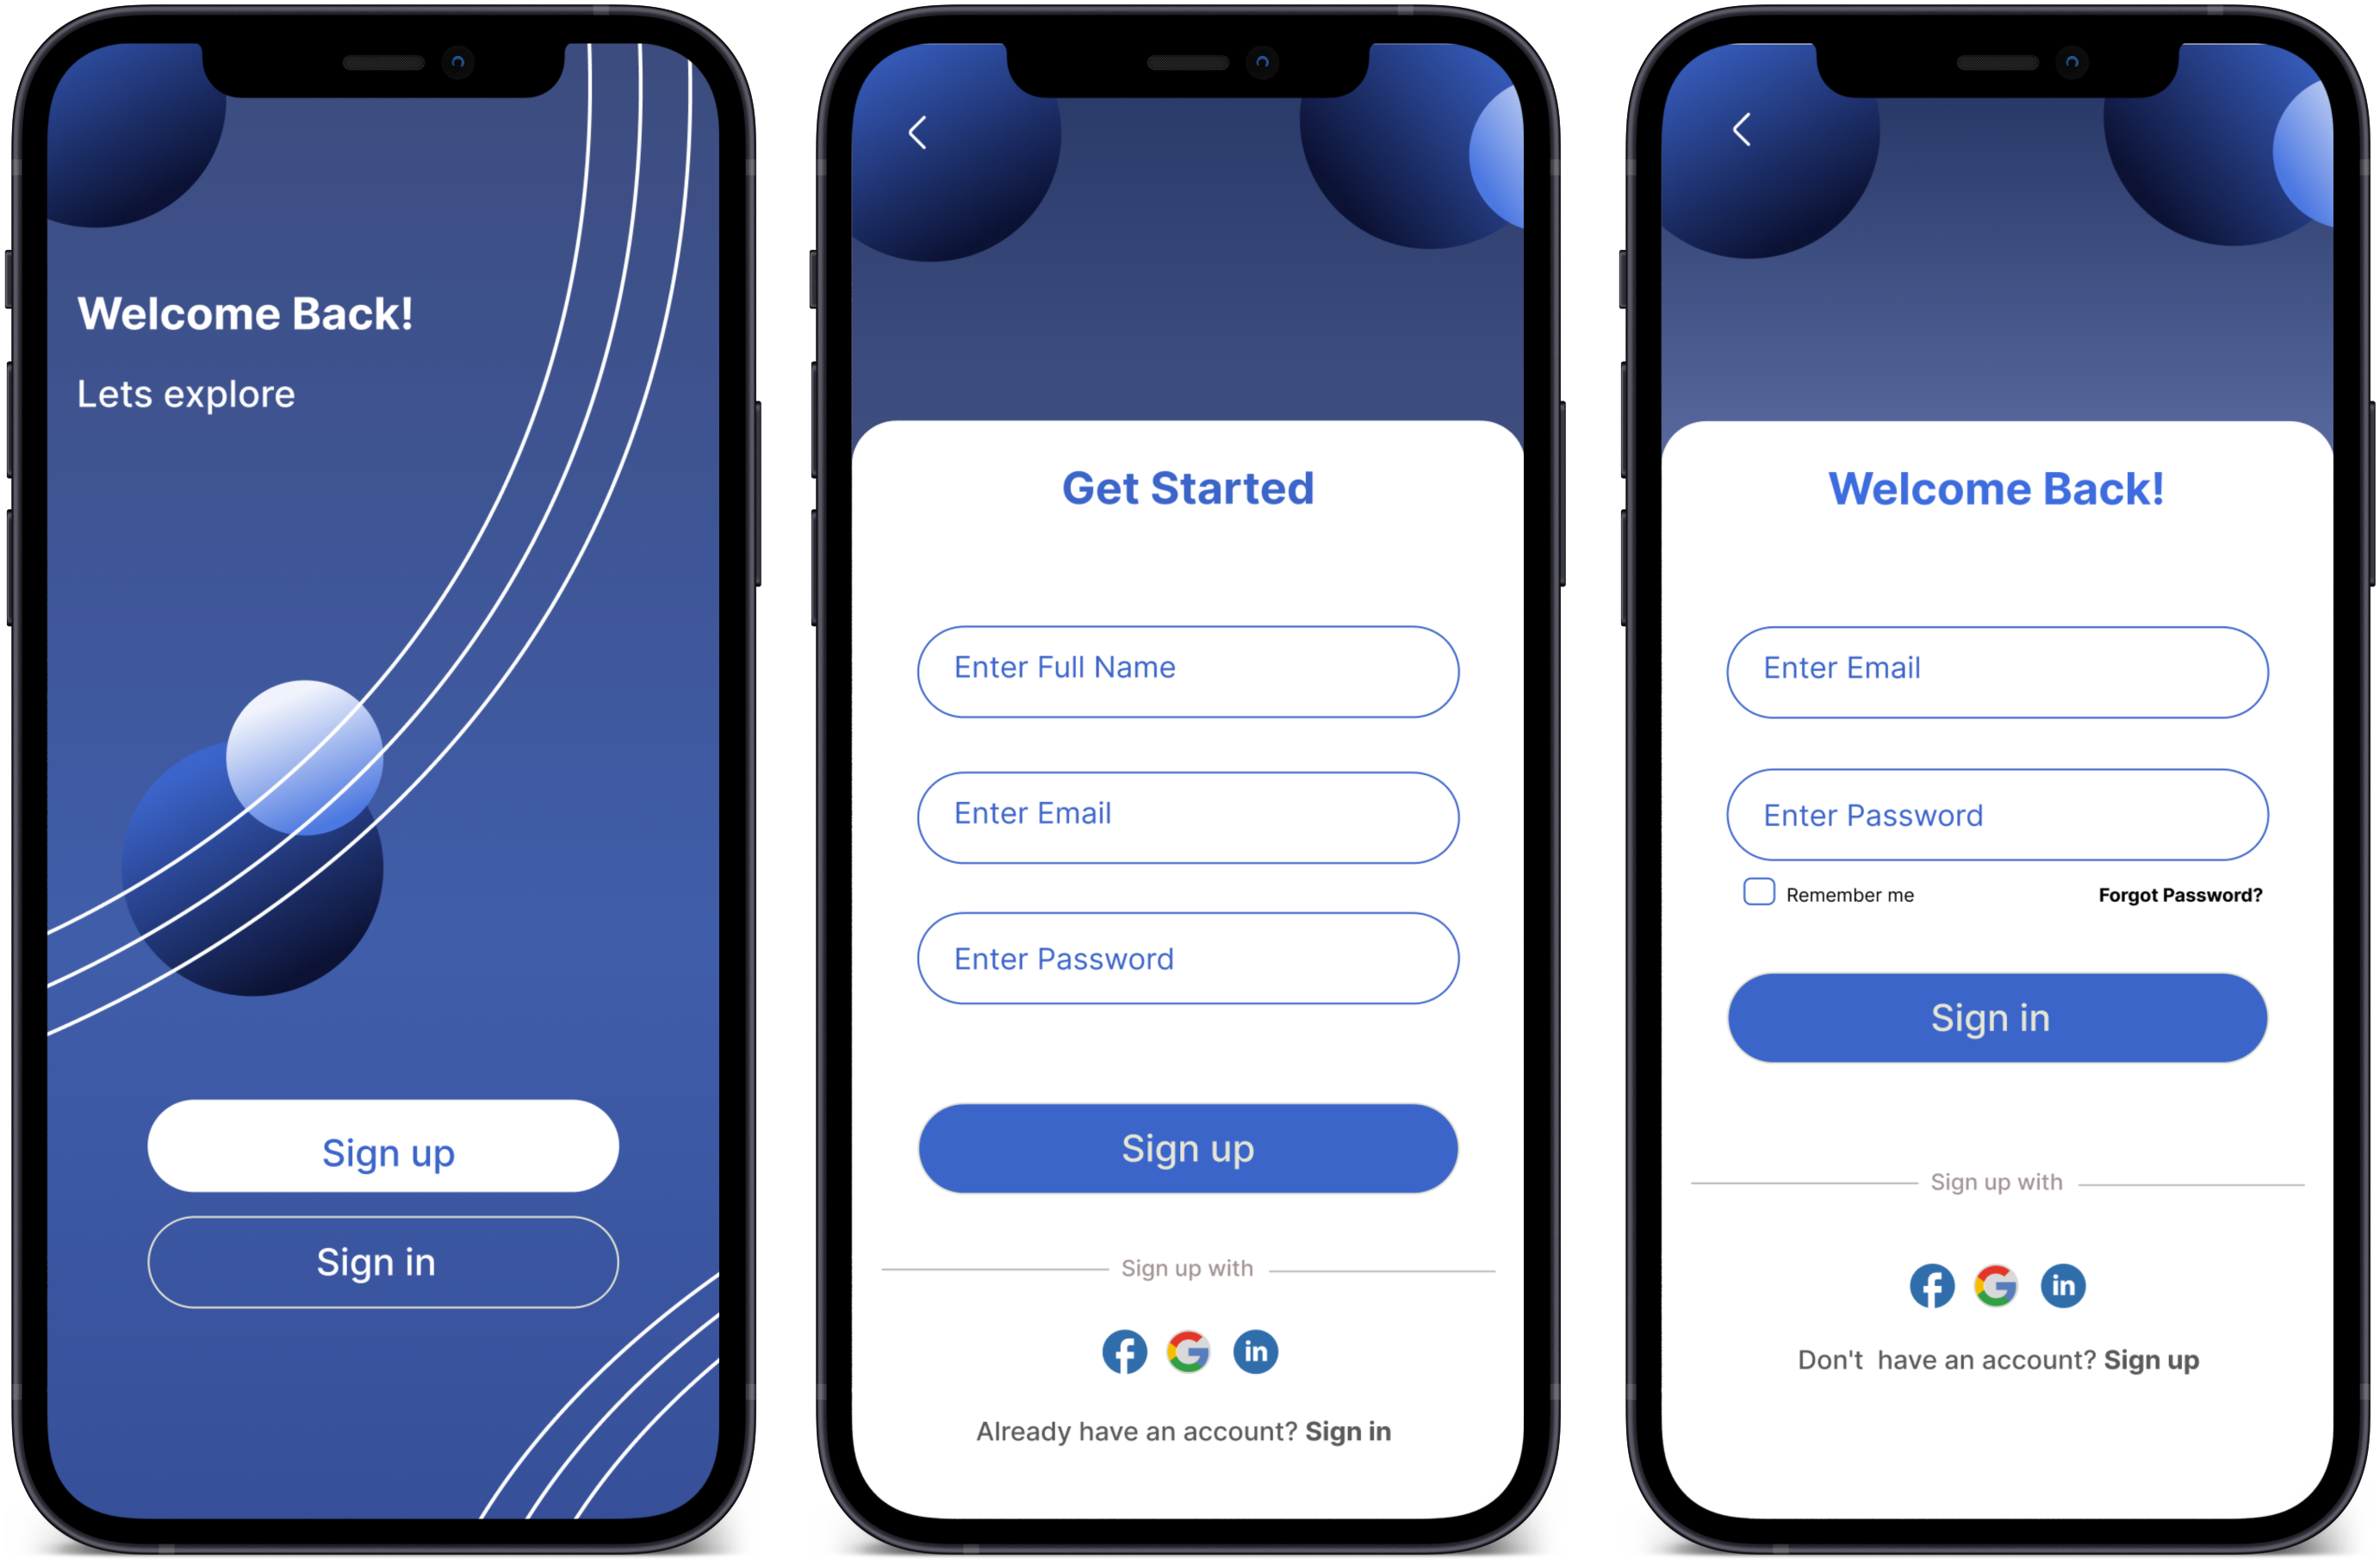 Welcome Back!
Lets explore
Sign up
Sign in
Get Started
Enter Full Name
Enter Email
Enter Password
Sign up
Sign up with
f G in
Already have an account? Sign in
Welcome Back!
Enter Email
Enter Password
Remember me Forgot Password?
Sign in
Sign up with
f G in
Don't have an account? Sign up